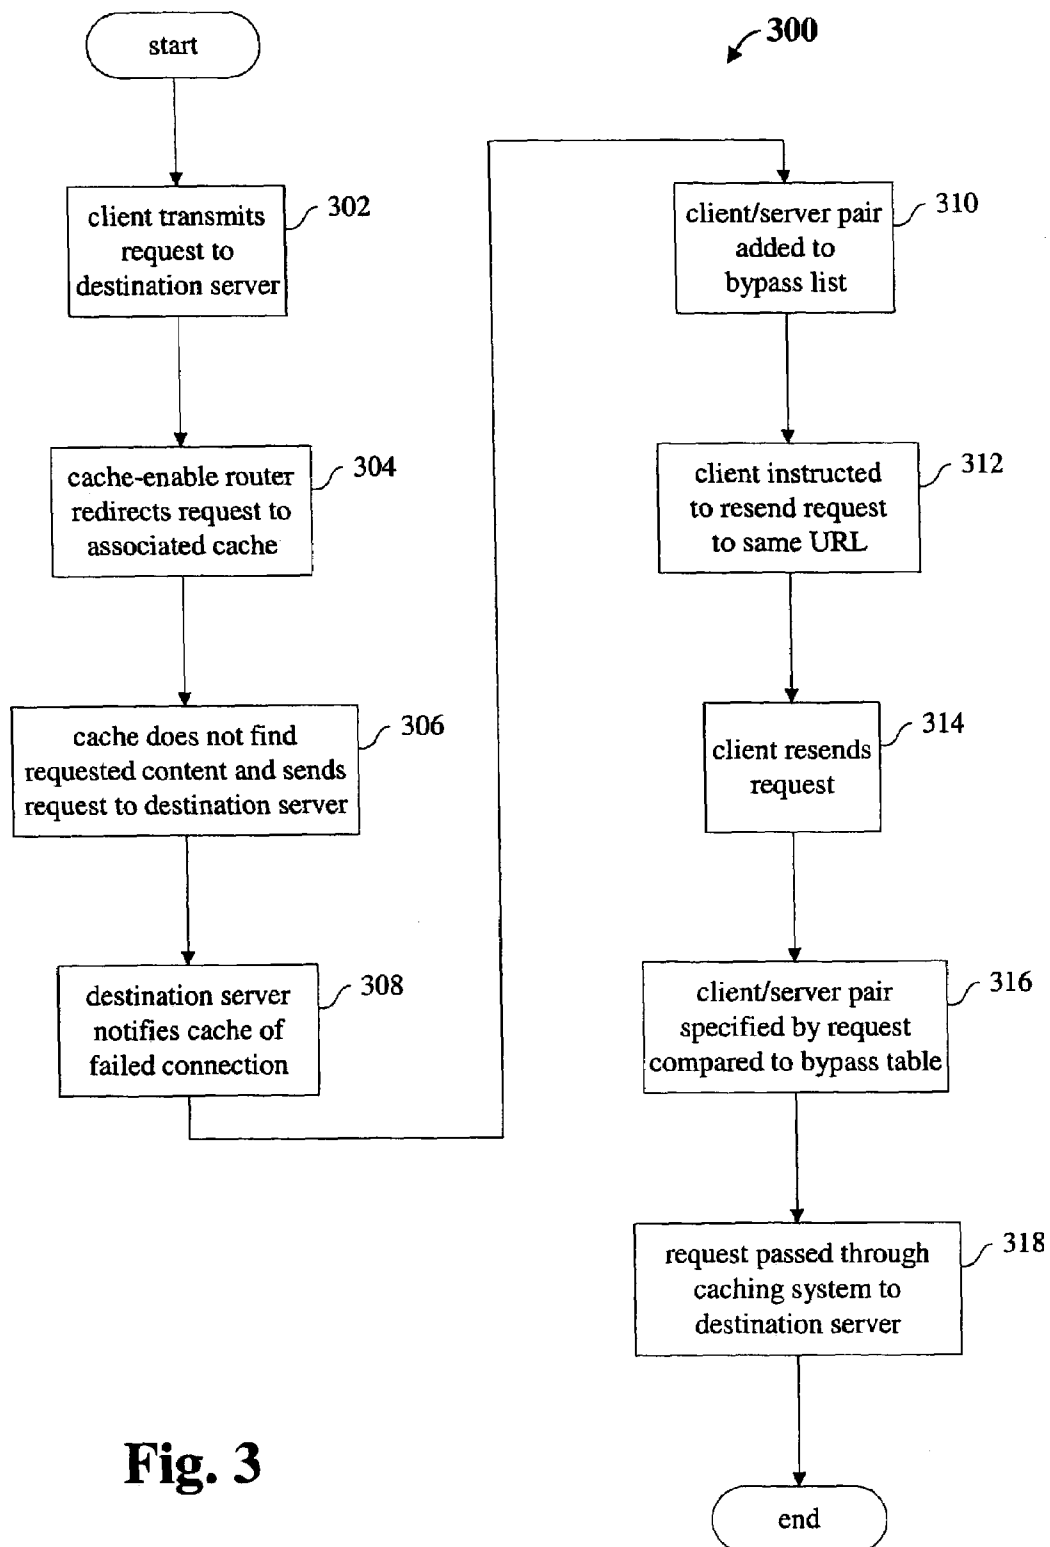 start
300
client transmits
request to
destination server
302
cache-enable router
redirects request to
associated cache
304
cache does not find
requested content and sends
request to destination server
306
destination server
notifies cache of
failed connection
308
client/server pair
added to
bypass list
310
client instructed
to resend request
to same URL
312
client resends
request
314
client/server pair
specified by request
compared to bypass table
316
request passed through
caching system to
destination server
318
end
Fig. 3